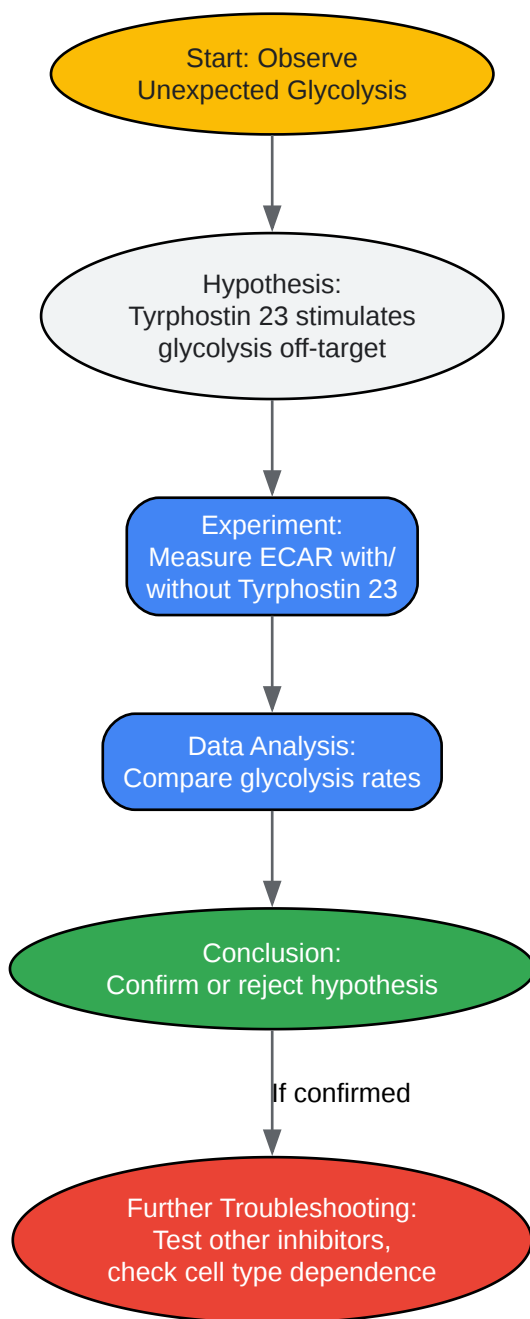 Start: Observe
Unexpected Glycolysis
Hypothesis:
Tyrphostin 23 stimulates
glycolysis off-target
Experiment:
Measure ECAR with/
without Tyrphostin 23
Data Analysis:
Compare glycolysis rates
Conclusion:
Confirm or reject hypothesis
If confirmed
Further Troubleshooting:
Test other inhibitors,
check cell type dependence